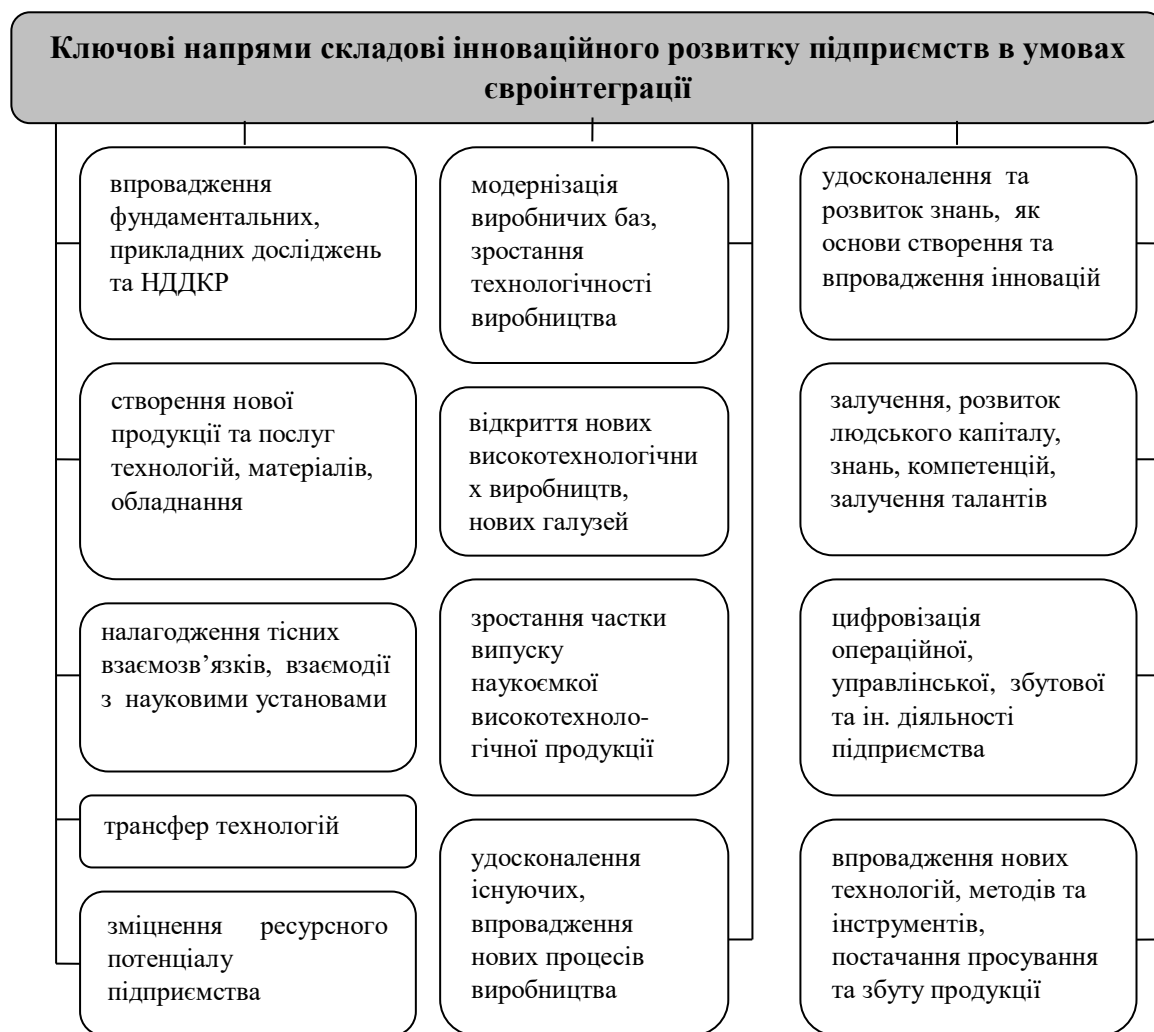 Ключові напрями складові інноваційного розвитку підприємств в умовах
євроінтеграції
впровадження
фундаментальних,
прикладних досліджень
та НДДКР
створення нової
продукції та послуг
технологій, матеріалів,
обладнання
налагодження тісних
взаємозв’язків, взаємодії
з науковими установами
трансфер технологій
зміцнення ресурсного
потенціалу
підприємства
модернізація
виробничих баз,
зростання
технологічності
виробництва
відкриття нових
високотехнологічни
х виробництв,
нових галузей
зростання частки
випуску
наукоємкої
високотехноло-
гічної продукції
удосконалення
існуючих,
впровадження
нових процесів
виробництва
удосконалення та
розвиток знань, як
основи створення та
впровадження інновацій
залучення, розвиток
людського капіталу,
знань, компетенцій,
залучення талантів
цифровізація
операційної,
управлінської, збутової
та ін. діяльності
підприємства
впровадження нових
технологій, методів та
інструментів,
постачання просування
та збуту продукції